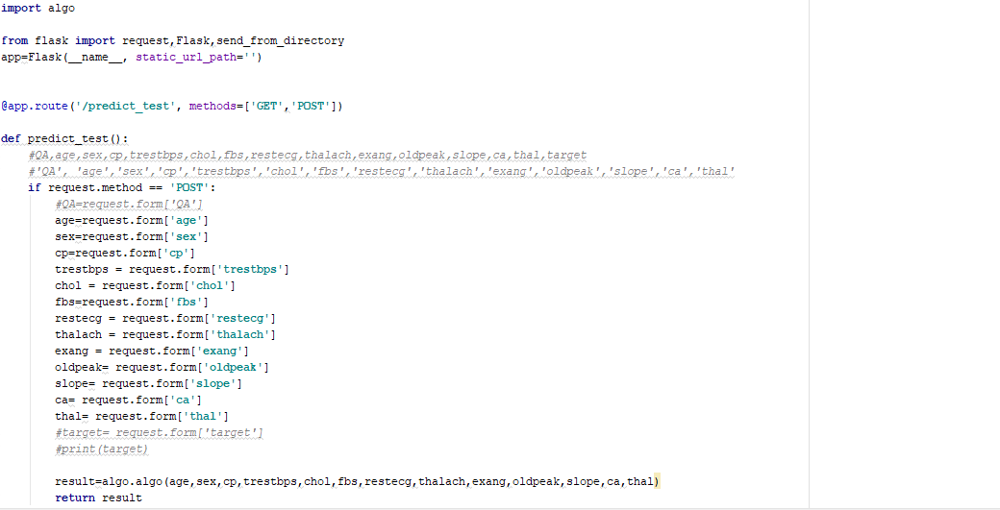 import algo
from flask import request,Flask,send_from_directory
app=Flask(__name__, static_url_path='')
@app.route('/predict_test', methods=['GET','POST'])
def predict_test():
    #QA,age,sex,cp,trestbps,chol,fbs,restecg,thalach,exang,oldpeak,slope,ca,thal,target
    #'QA', 'age','sex','cp','trestbps','chol','fbs','restecg','thalach','exang','oldpeak','slope','ca','thal'
    if request.method == 'POST':
        #QA=request.form['QA']
        age=request.form['age']
        sex=request.form['sex']
        cp=request.form['cp']
        trestbps = request.form['trestbps']
        chol = request.form['chol']
        fbs=request.form['fbs']
        restecg = request.form['restecg']
        thalach = request.form['thalach']
        exang = request.form['exang']
        oldpeak= request.form['oldpeak']
        slope= request.form['slope']
        ca= request.form['ca']
        thal= request.form['thal']
        #target= request.form['target']
        #print(target)
        result=algo.algo(age,sex,cp,trestbps,chol,fbs,restecg,thalach,exang,oldpeak,slope,ca,thal)
        return result